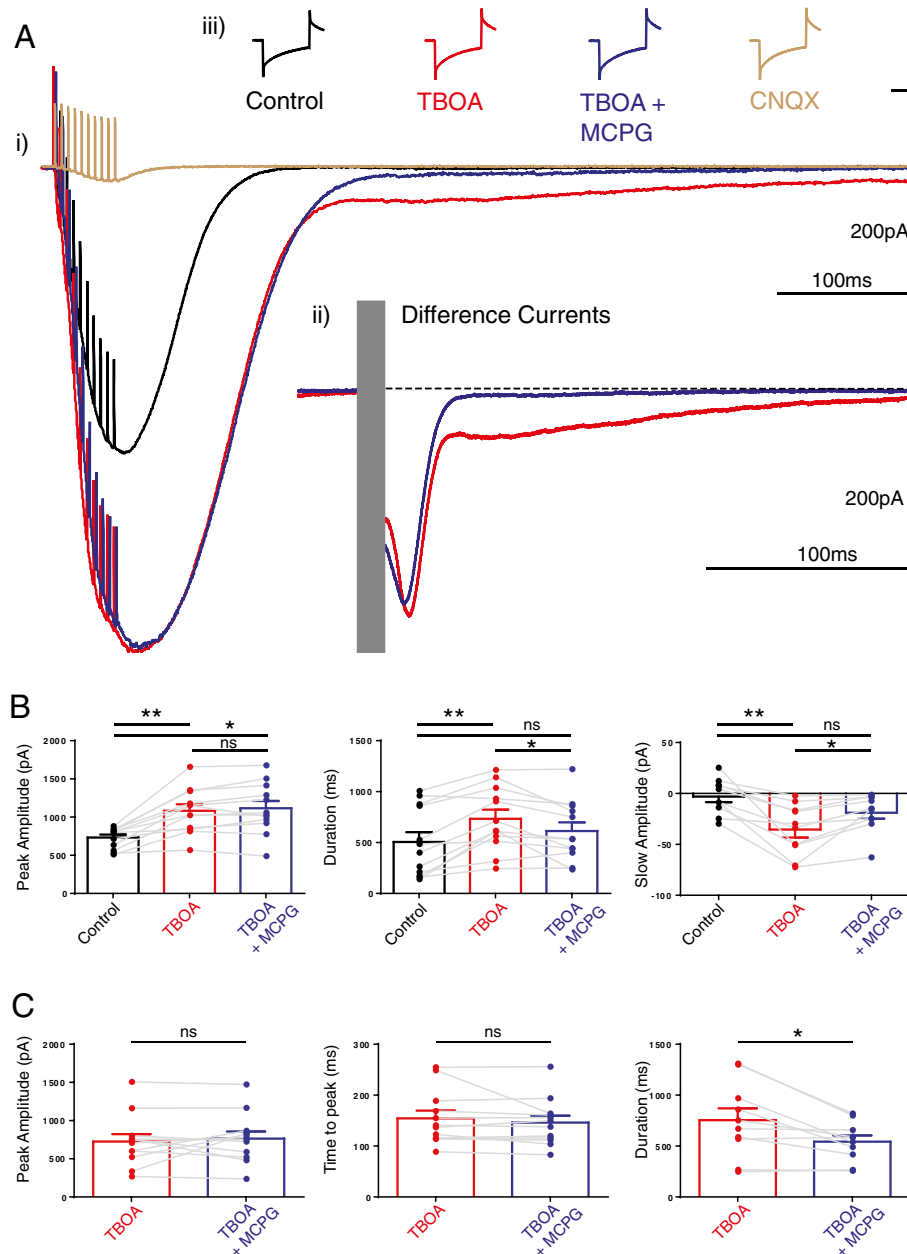 A
iii)
Control
TBOA
TBOA +
MCPG
CNQX
i)
200pA
100ms
ii)
Difference Currents
200pA
100ms
B
**
*
ns
Peak Amplitude (pA)
2000
1500
1000
500
0
Control
TBOA
TBOA
+ MCPG
**
ns
*
Duration (ms)
1000
500
0
Control
TBOA
TBOA
+ MCPG
**
ns
*
Slow Amplitude (pA)
50
0
-50
-100
Control
TBOA
TBOA
+ MCPG
C
ns
Peak Amplitude (pA)
2000
1500
1000
500
0
TBOA
TBOA
+ MCPG
ns
Time to peak (ms)
300
200
100
0
TBOA
TBOA
+ MCPG
*
Duration (ms)
1500
1000
500
0
TBOA
TBOA
+ MCPG